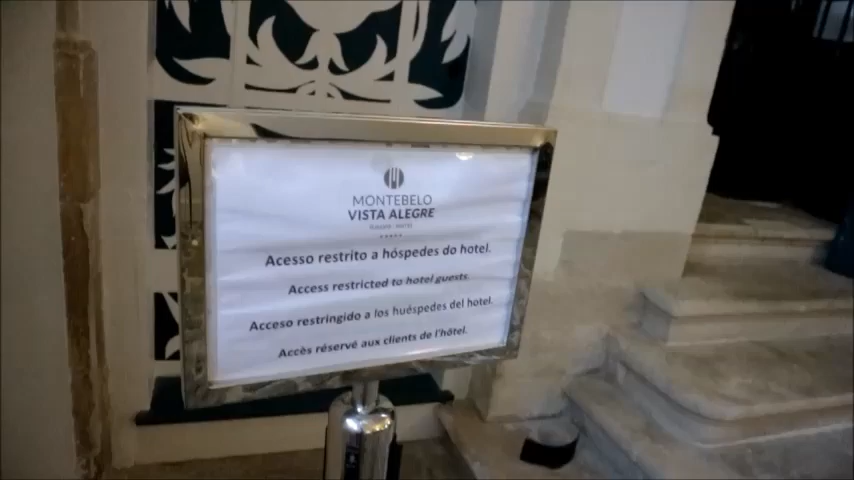 MONTEBELO
VISTA ALEGRE
Acesso restrito a hóspedes do hotel.
Access restricted to hotel guests.
Acceso restringido a los huéspedes del hotel.
Accès réservé aux clients de l'hôtel.